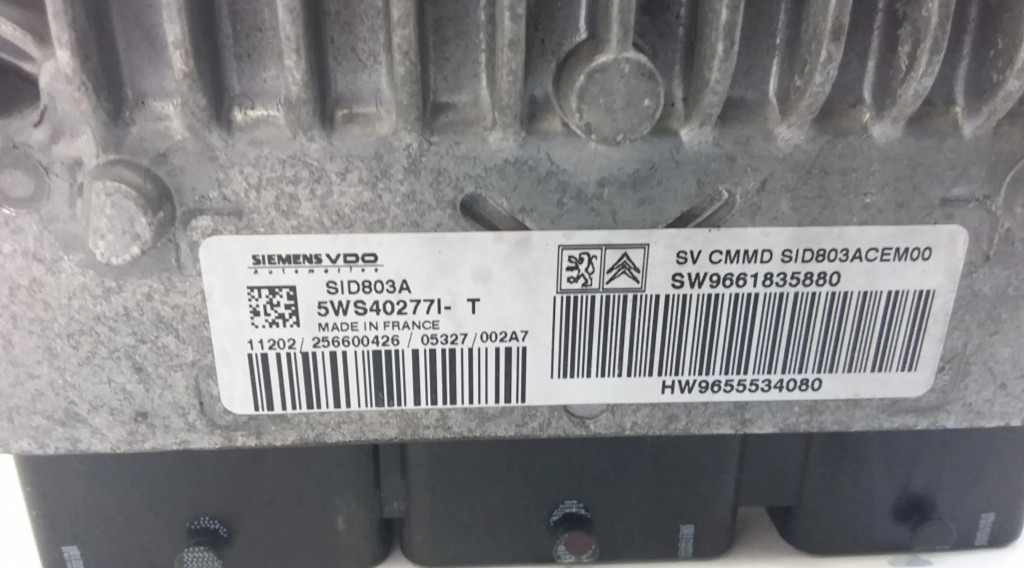 SIEMENS VDO
Automotive
SID803A
5WS40277I- T
MADE IN FRANCE
11202/256600426/05327/002A7
SV CMMD SID803ACEM00
SW9661835880
HW9655534080